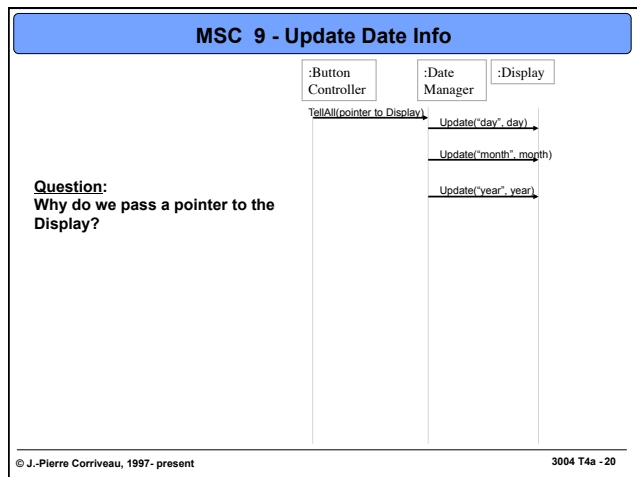 MSC 9 - Update Date Info
:Button
Controller
:Date
Manager
:Display
TellAll(pointer to Display)
Update("day", day)
Update("month", month)
Update("year", year)
Question:
Why do we pass a pointer to the
Display?
© J.-Pierre Corriveau, 1997- present
3004 T4a - 20